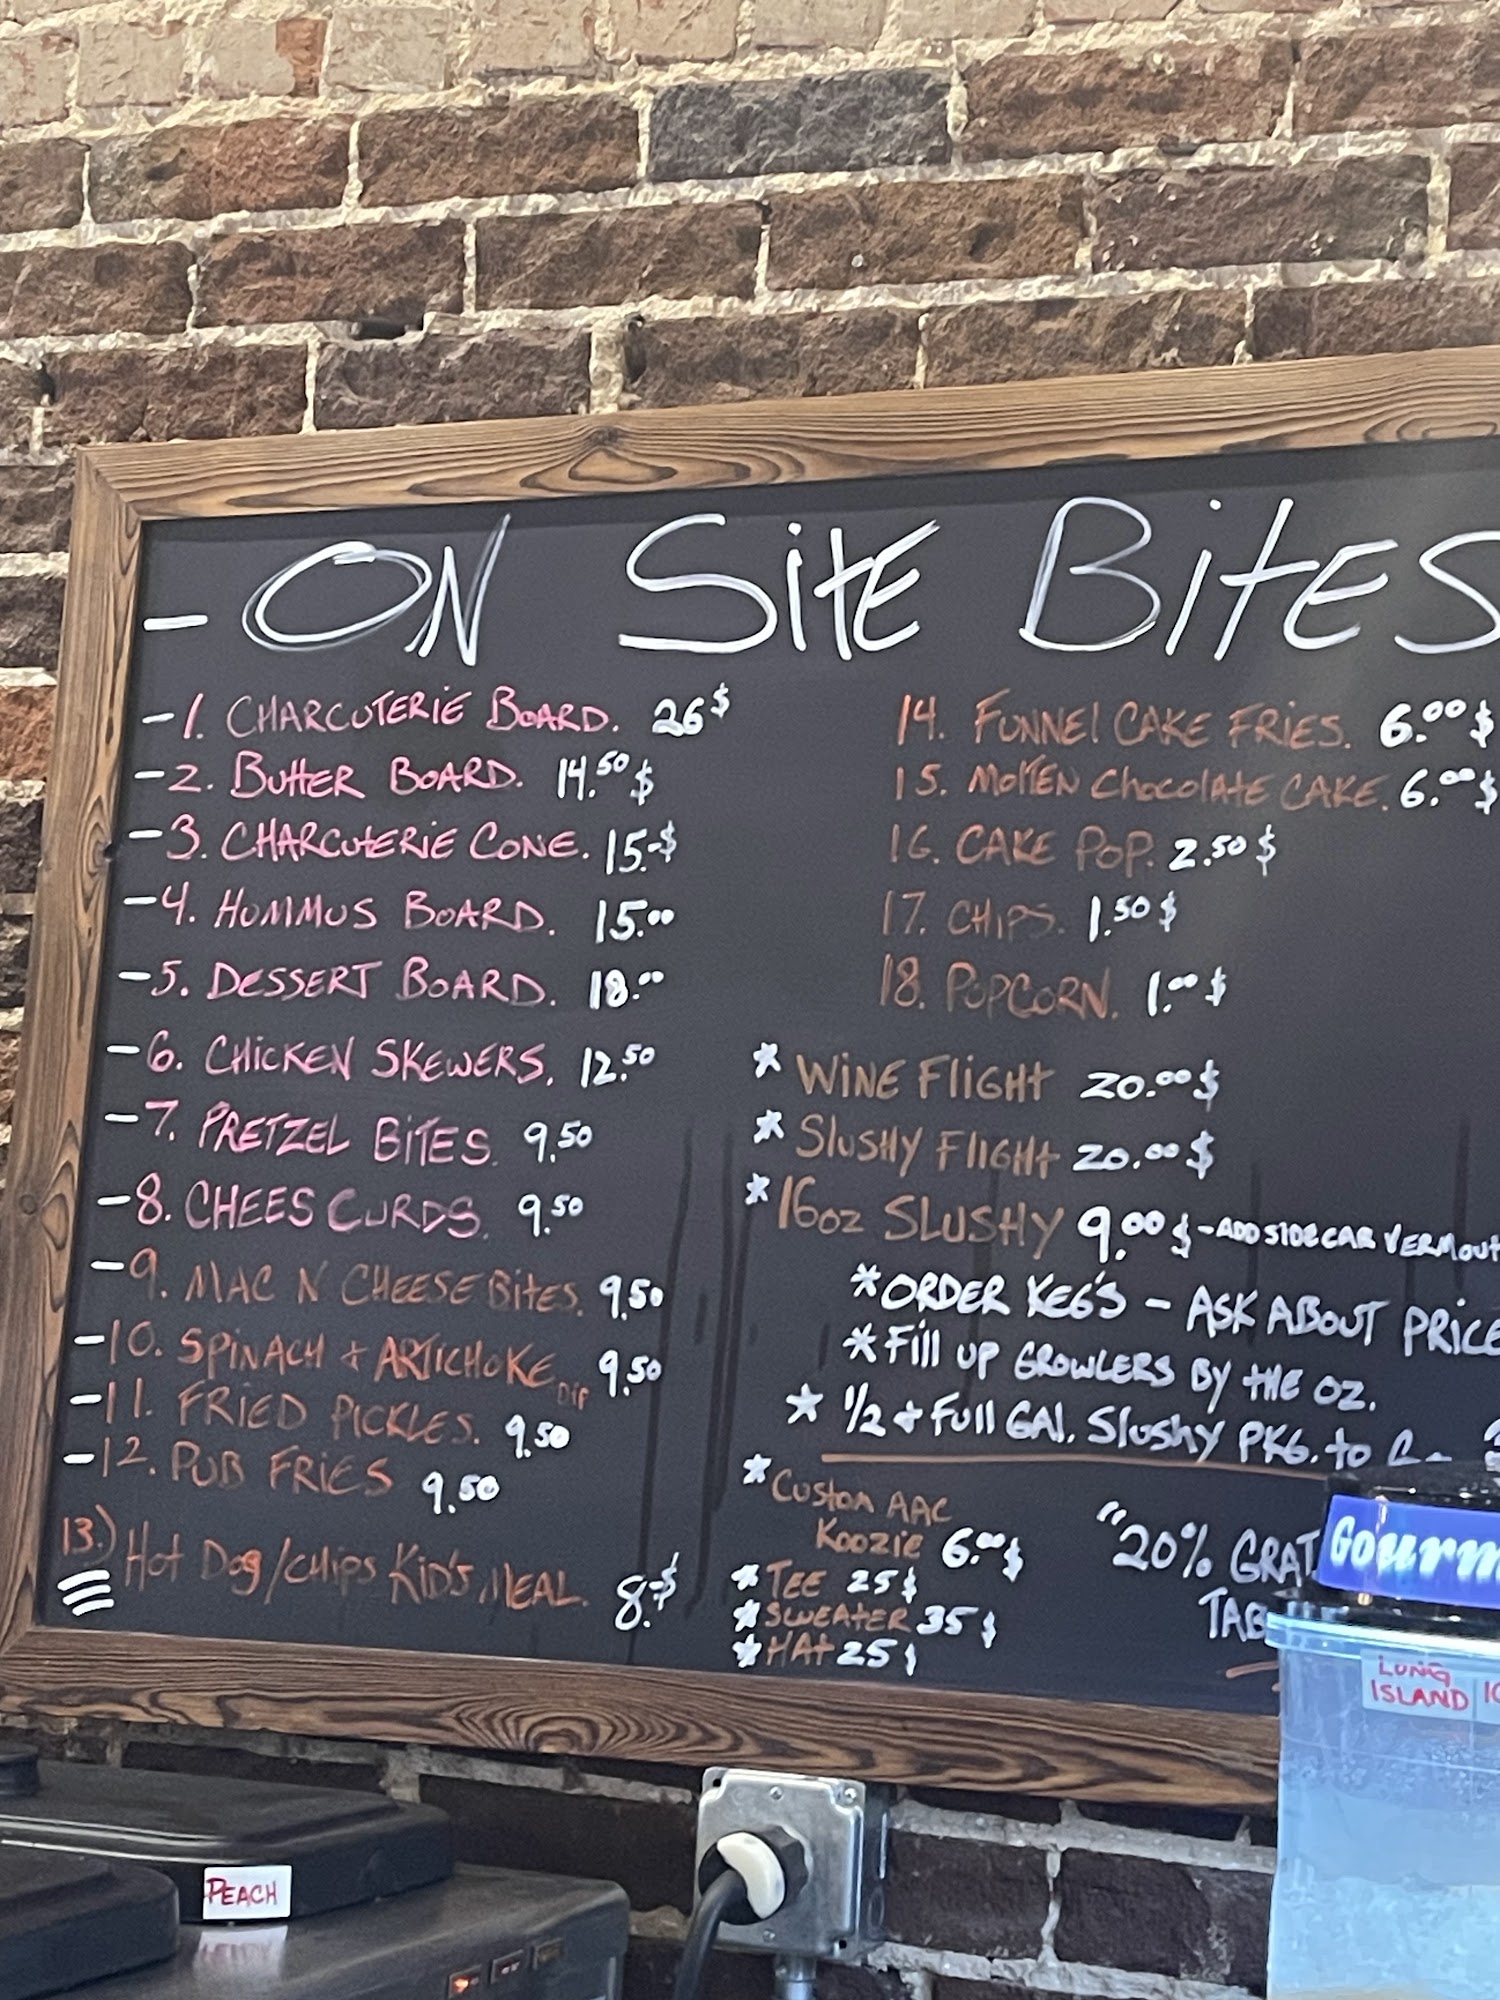 - ON SitE BitES
- 1. CHARCUTERiE BOARD. 26$
- 2. ButtER BOARD. 14.50 $
- 3. CHARCutERiE CONE. 15.-$
- 4. HUMMUS BOARD. 15.00
- 5. DESSERT BOARD. 18.00
- 6. CHiCKEN SKEWERS. 12.50
- 7. PRETZEL BiTES. 9.50
- 8. CHEES CURDS. 9.50
- 9. MAC N CHEESE BitES. 9.50
- 10. SPiNACH + ARTICHOKE DIP 9.50
- 11. FRiED PiCKLES. 9.50
- 12. PUB FRiES 9.50
13.) Hot Dog/CHips Kid's MEAL. 8.-$
14. FUNNEl CAKE FRIES. 6.00 $
15. MOltEN ChocolAtE CAKE. 6.00 $
16. CAKE POP. 2.50 $
17. CHIPS. 1.50 $
18. POPCORN. 1.00 $
* WiNE FliGHt 20.00 $
* SlusHy FliGHt 20.00 $
* 16oz SLUSHY 9.00 $ - ADD SIDECAR VERMOUT
* ORDER KEG'S - ASK ABOUT PRICE
* Fill UP GROWLERS By tHE OZ.
* 1/2 + Full GAl. Slushy PKG. to
* Custom AAC
Koozie 6.00 $
* TEE 25 $
* SWEAtER 35 $
* HAt 25 $
"20% GRAT
TAB
Gourm
LUNG
ISLAND
PEACH